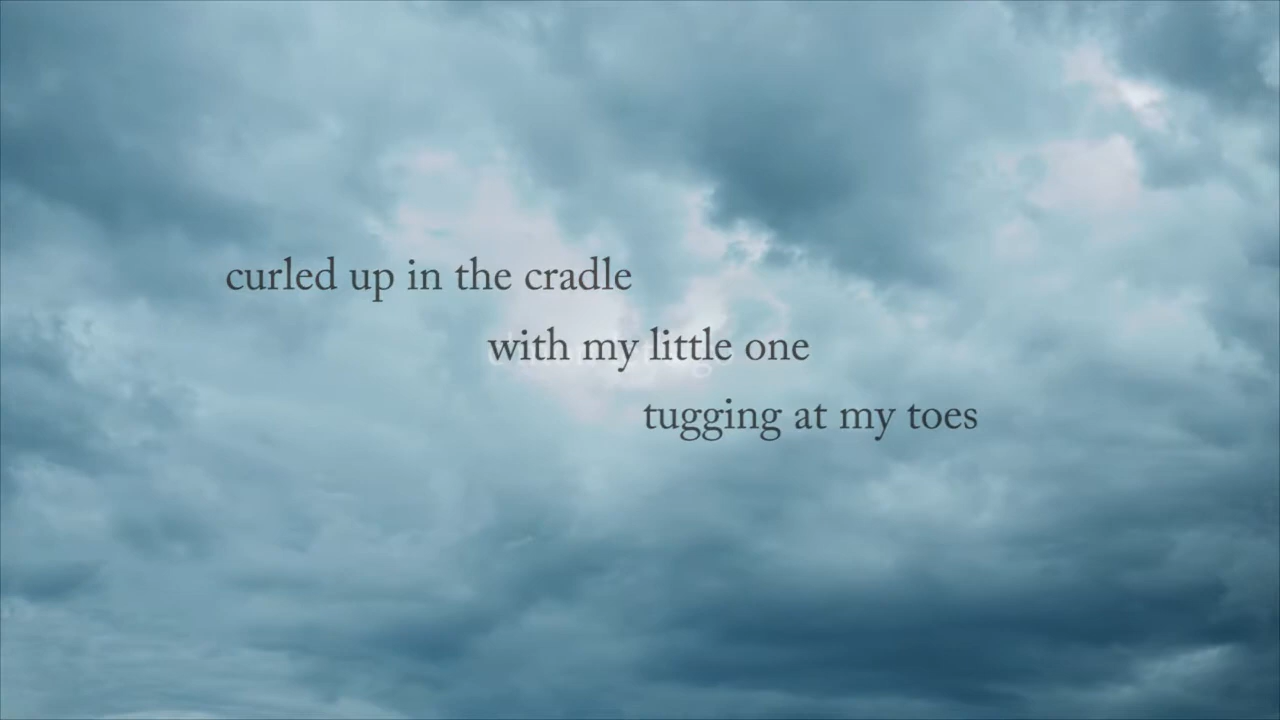 curled up in the cradle
with my little one
tugging at my toes